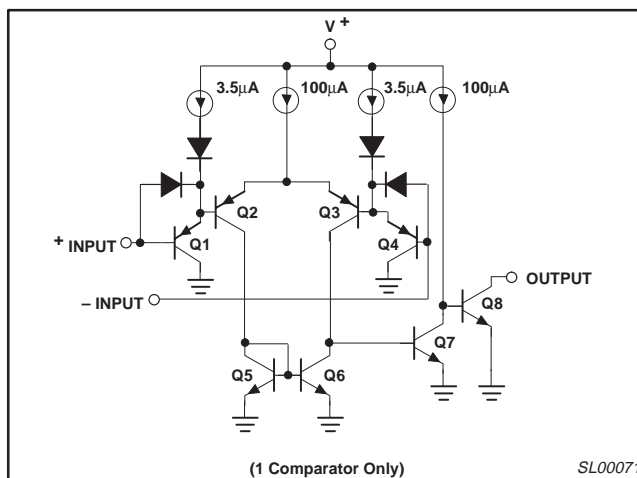 V +
3.5µA 100µA 3.5µA 100µA
Q2 Q3
+ INPUT Q1 Q4
OUTPUT
– INPUT Q8
Q7
Q5 Q6
(1 Comparator Only) SL00071